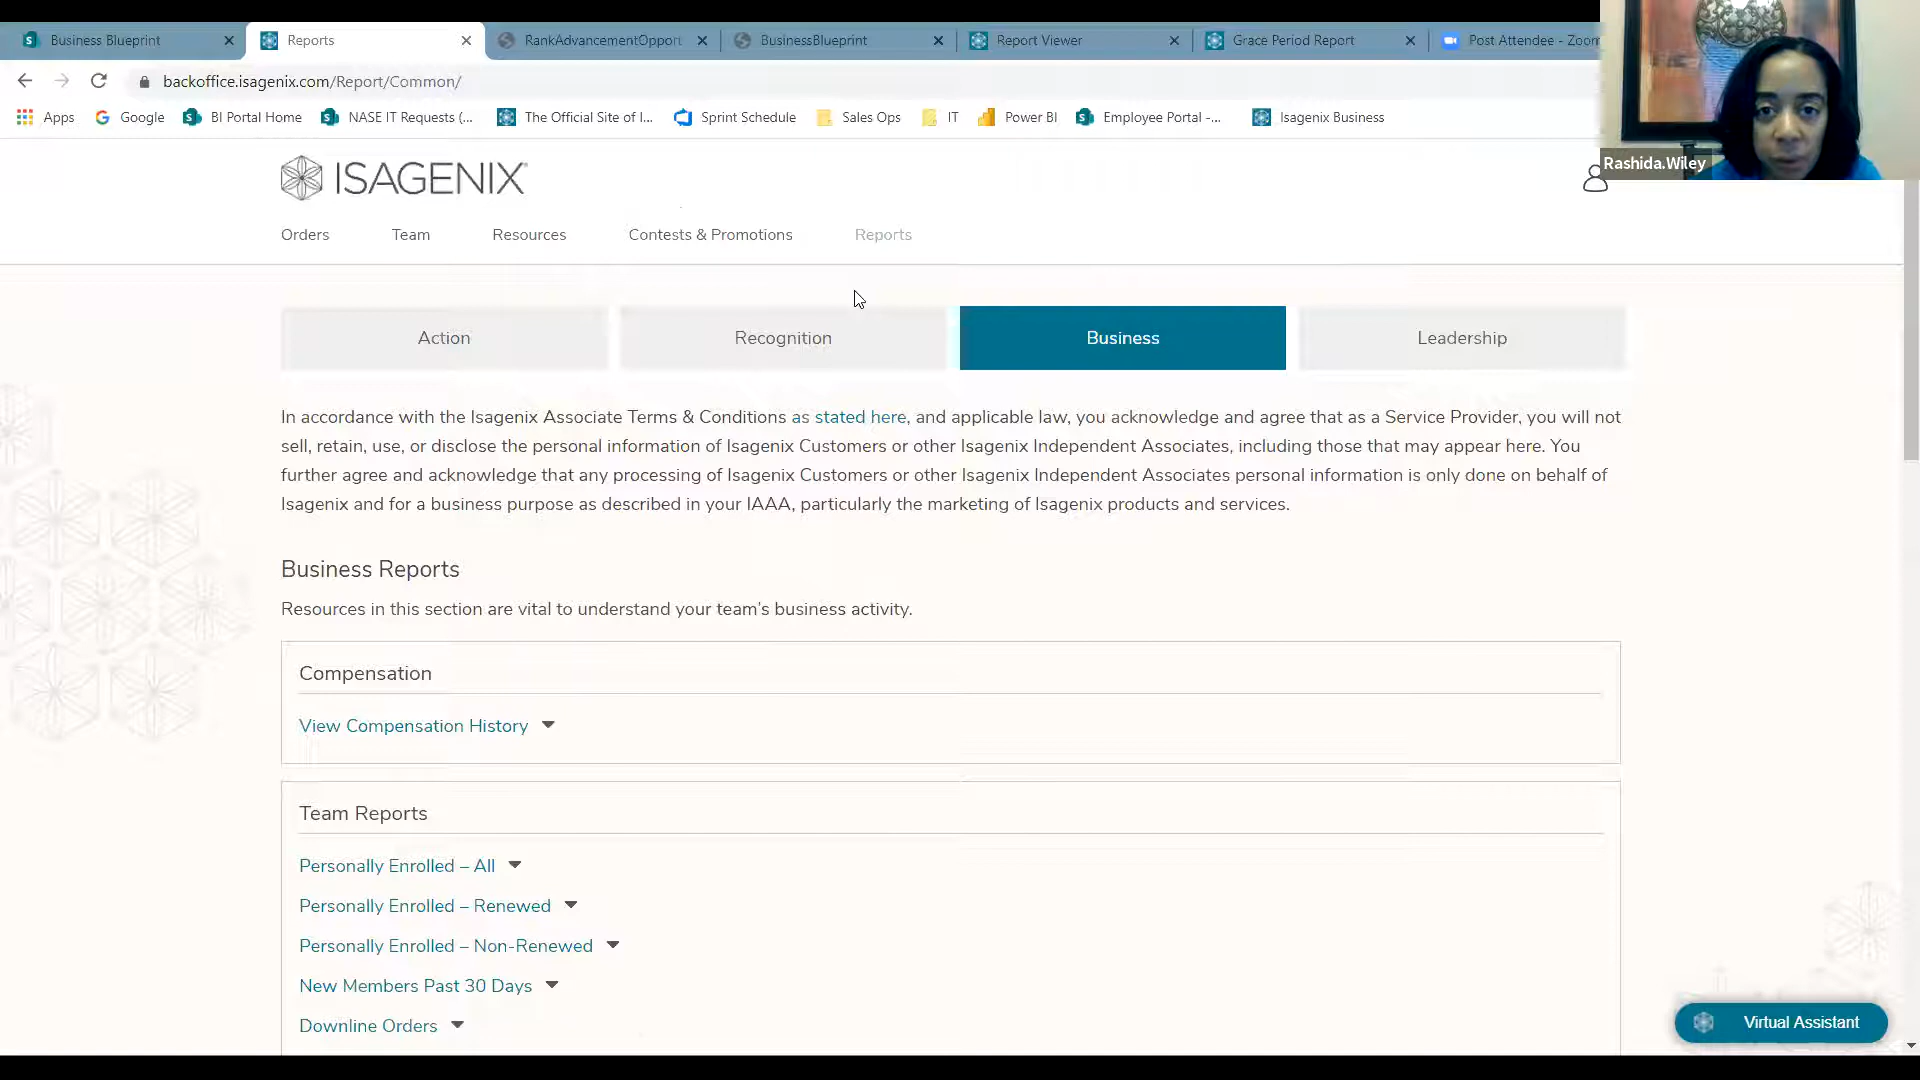 Business Blueprint
Reports
RankAdvancementOpport
BusinessBlueprint
Report Viewer
Grace Period Report
Post Attendee - Zoom
backoffice.isagenix.com/Report/Common/
Apps
Google
BI Portal Home
NASE IT Requests (...
The Official Site of I...
Sprint Schedule
Sales Ops
IT
Power BI
Employee Portal -...
Isagenix Business
Rashida.Wiley
ISAGENIX
Orders
Team
Resources
Contests & Promotions
Reports
Action
Recognition
Business
Leadership
In accordance with the Isagenix Associate Terms & Conditions as stated here, and applicable law, you acknowledge and agree that as a Service Provider, you will not
sell, retain, use, or disclose the personal information of Isagenix Customers or other Isagenix Independent Associates, including those that may appear here. You
further agree and acknowledge that any processing of Isagenix Customers or other Isagenix Independent Associates personal information is only done on behalf of
Isagenix and for a business purpose as described in your IAAA, particularly the marketing of Isagenix products and services.
Business Reports
Resources in this section are vital to understand your team's business activity.
Compensation
View Compensation History
Team Reports
Personally Enrolled – All
Personally Enrolled – Renewed
Personally Enrolled – Non-Renewed
New Members Past 30 Days
Downline Orders
Virtual Assistant